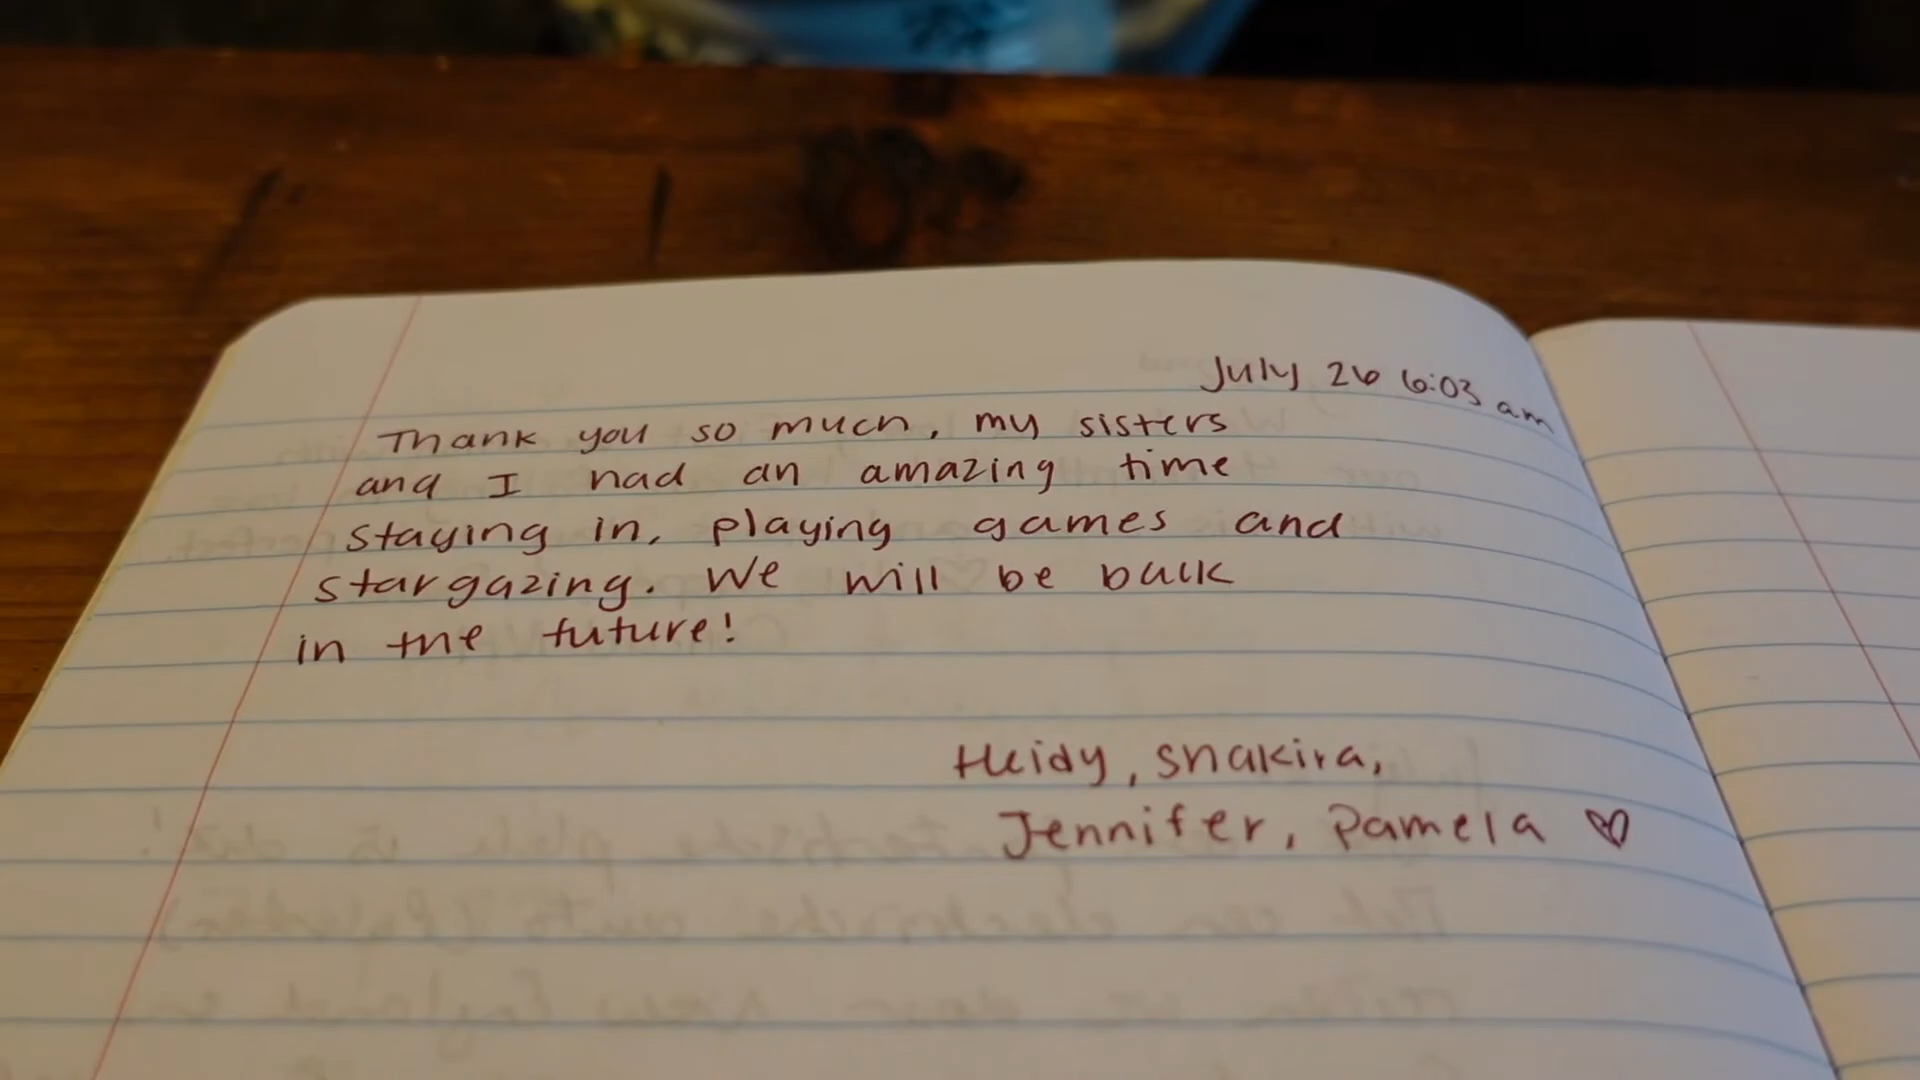 July 26 6:03 am
Thank you so much, my sisters
and I had an amazing time
staying in, playing games and
stargazing. We will be back
in the future!
Heidy, Shakira,
Jennifer, Pamela ♡